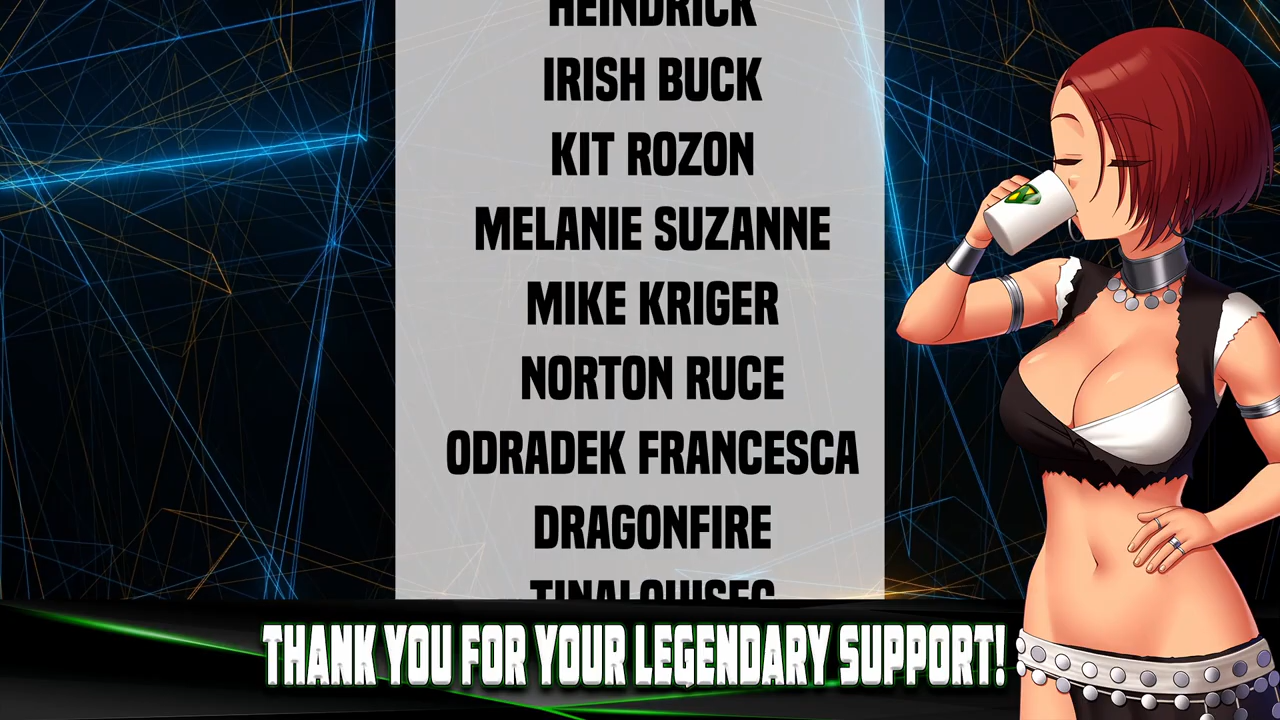 HEINDRICK
IRISH BUCK
KIT ROZON
MELANIE SUZANNE
MIKE KRIGER
NORTON RUCE
ODRADEK FRANCESCA
DRAGONFIRE
THANK YOU FOR YOUR LEGENDARY SUPPORT!